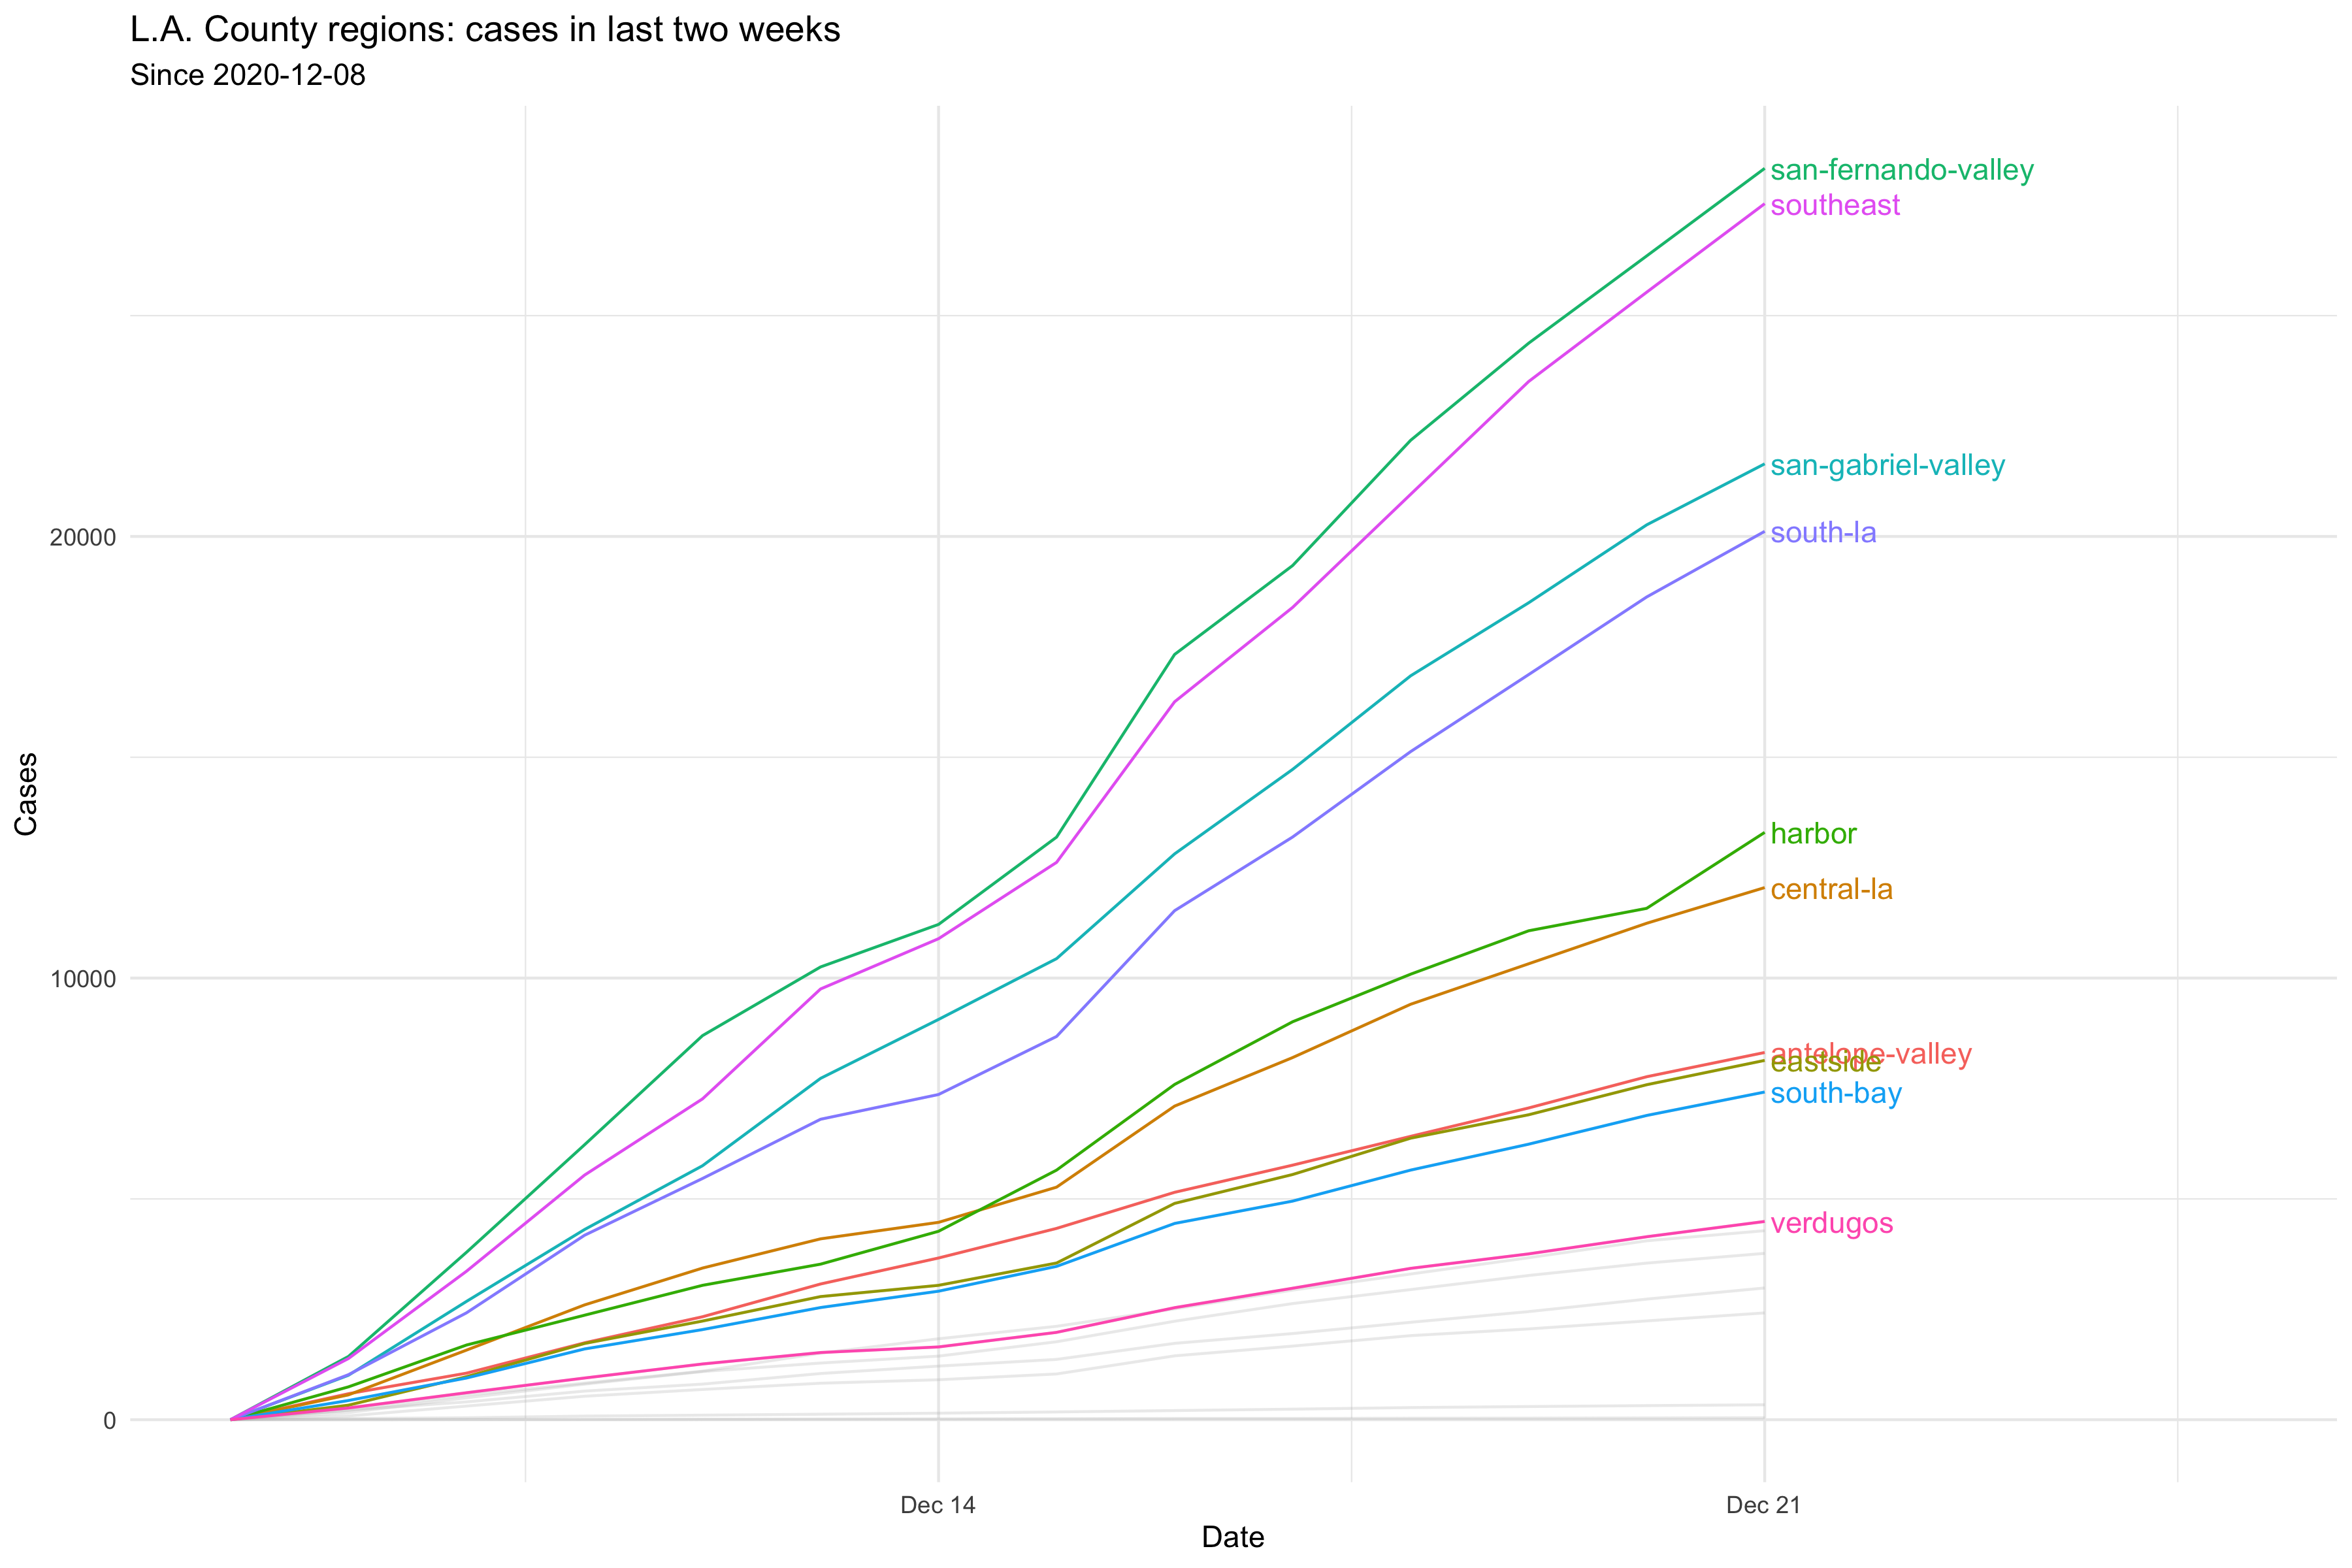 L.A. County regions: cases in last two weeks
Since 2020-12-08
san-fernando-valley
southeast
san-gabriel-valley
20000
south-la
harbor
central-la
10000
antelope-valley
eastside
south-bay
verdugos
0
Cases
Dec 14
Dec 21
Date